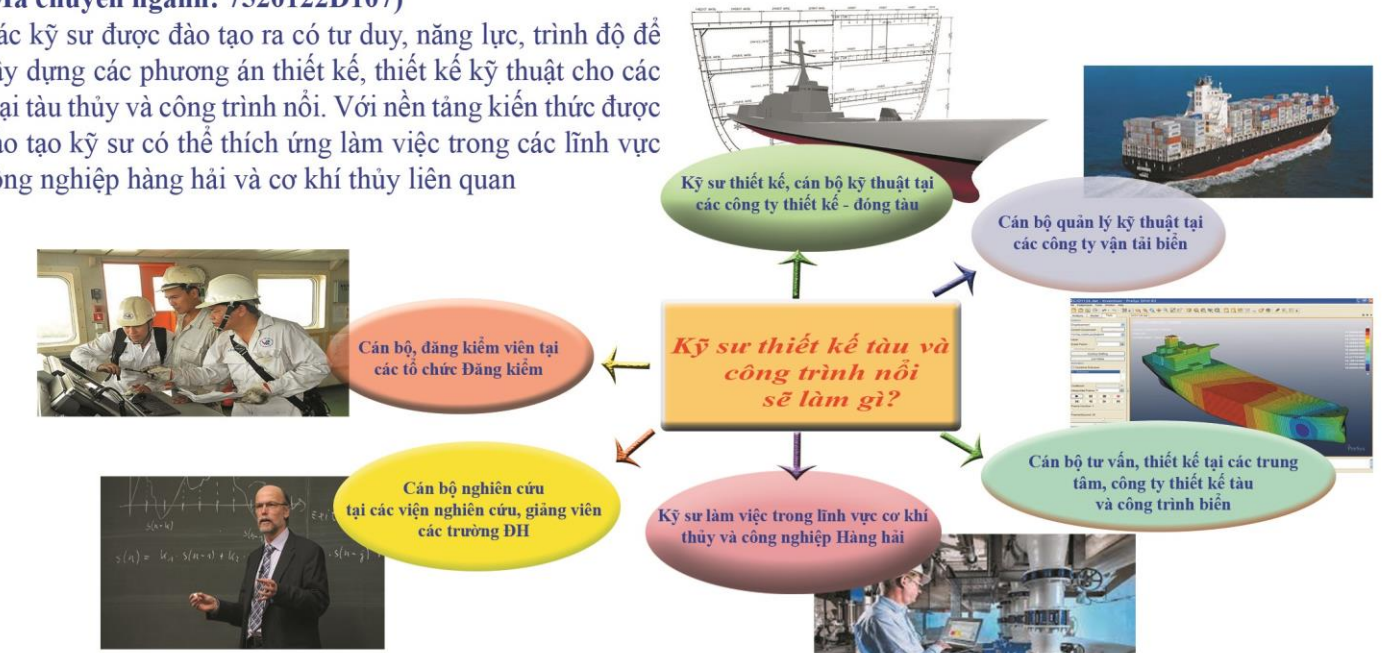 chuyên ngành: 7520122D107)
kỹ sư được đào tạo ra có tư duy, năng lực, trình độ để
dựng các phương án thiết kế, thiết kế kỹ thuật cho các
tàu thủy và công trình nổi. Với nền tảng kiến thức được
tạo kỹ sư có thể thích ứng làm việc trong các lĩnh vực
nghiệp hàng hải và cơ khí thủy liên quan
Kỹ sư thiết kế, cán bộ kỹ thuật tại
các công ty thiết kế - đóng tàu
Cán bộ quản lý kỹ thuật tại
các công ty vận tải biển
Cán bộ, đăng kiểm viên tại
các tổ chức Đăng kiểm
Kỹ sư thiết kế tàu và
công trình nổi
sẽ làm gì?
Cán bộ tư vấn, thiết kế tại các trung
tâm, công ty thiết kế tàu
và công trình biển
Cán bộ nghiên cứu
tại các viện nghiên cứu, giảng viên
các trường ĐH
Kỹ sư làm việc trong lĩnh vực cơ khí
thủy và công nghiệp Hàng hải